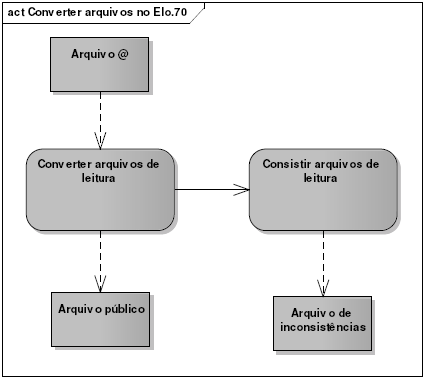 act Converter arquivos no Elo.70
Arquivo @
Converter arquivos de
leitura
Consistir arquivos de
leitura
Arquivo público
Arquivo de
inconsistências